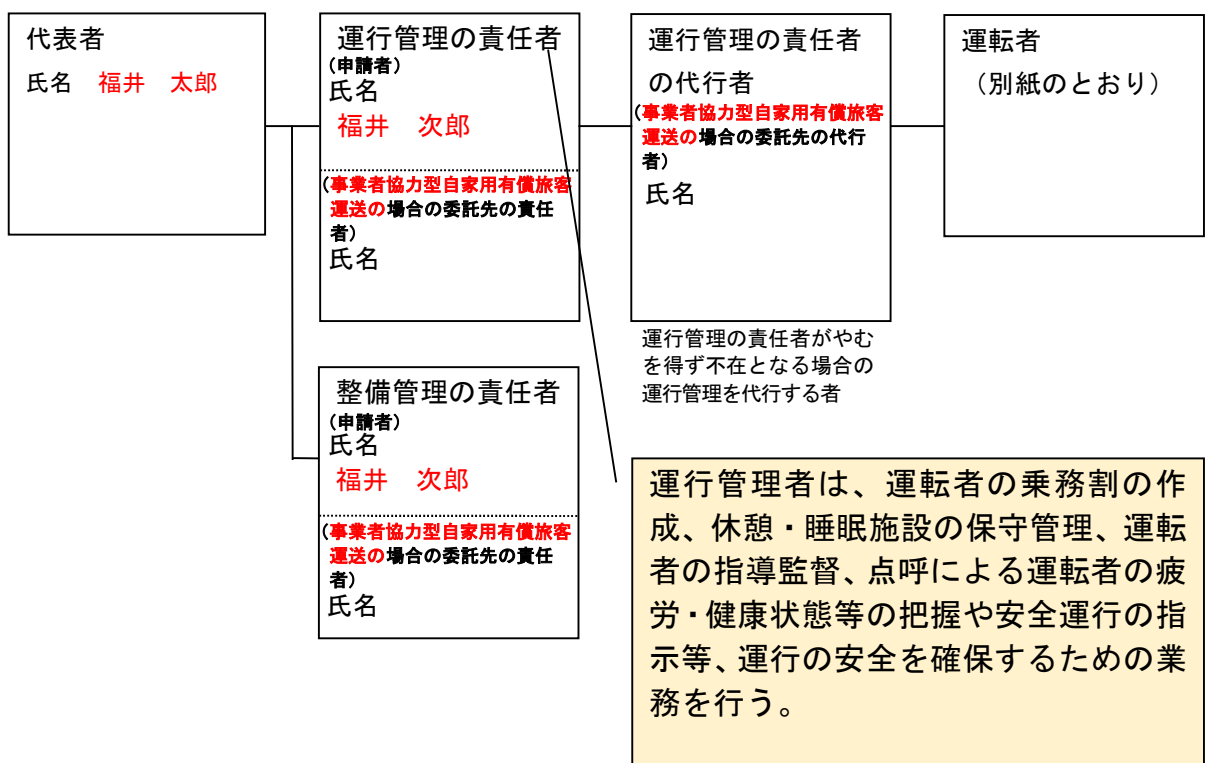 代表者
氏名　福井　太郎
運行管理の責任者
(申請者)
氏名
福井　次郎
(事業者協力型自家用有償旅客
運送の場合の委託先の責任
者)
氏名
運行管理の責任者
の代行者
(事業者協力型自家用有償旅客
運送の場合の委託先の代行
者)
氏名
運行管理の責任者がやむ
を得ず不在となる場合の
運行管理を代行する者
運転者
（別紙のとおり）
整備管理の責任者
(申請者)
氏名
福井　次郎
(事業者協力型自家用有償旅客
運送の場合の委託先の責任
者)
氏名
運行管理者は、運転者の乗務割の作
成、休憩・睡眠施設の保守管理、運転
者の指導監督、点呼による運転者の疲
労・健康状態等の把握や安全運行の指
示等、運行の安全を確保するための業
務を行う。